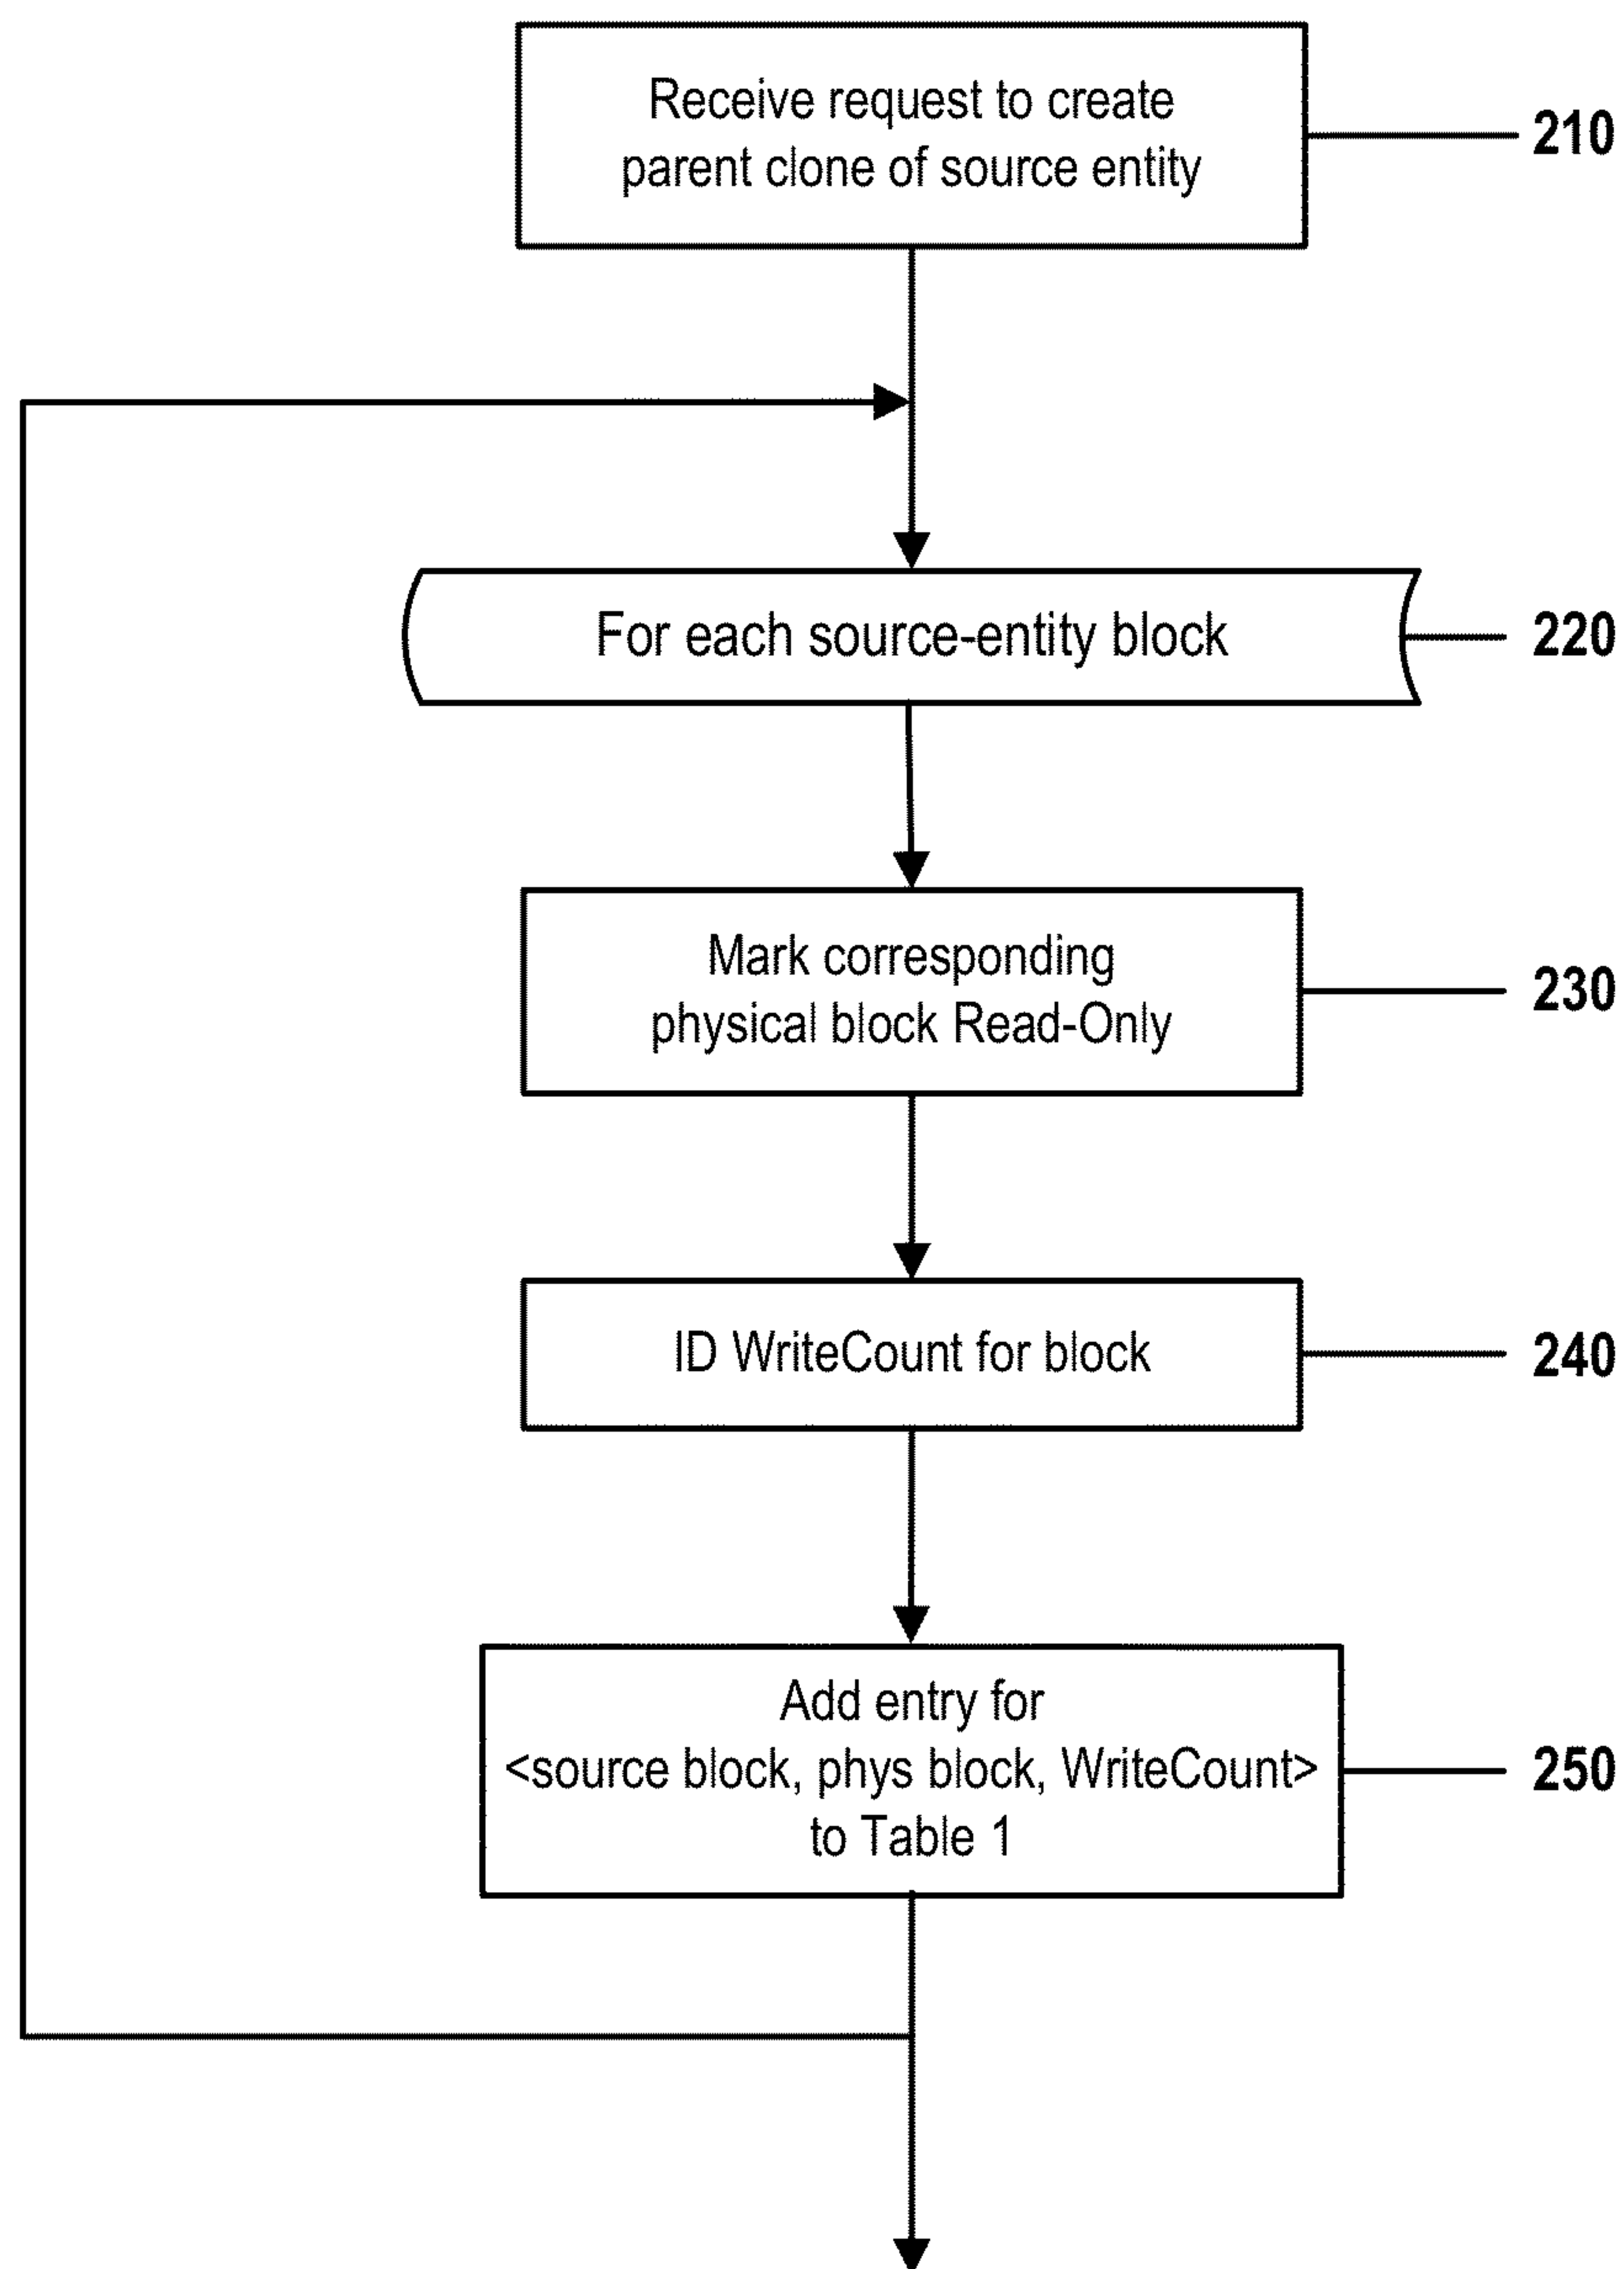 Receive request to create
parent clone of source entity
210
For each source-entity block
220
Mark corresponding
physical block Read-Only
230
ID WriteCount for block
240
Add entry for
<source block, phys block, WriteCount>
to Table 1
250